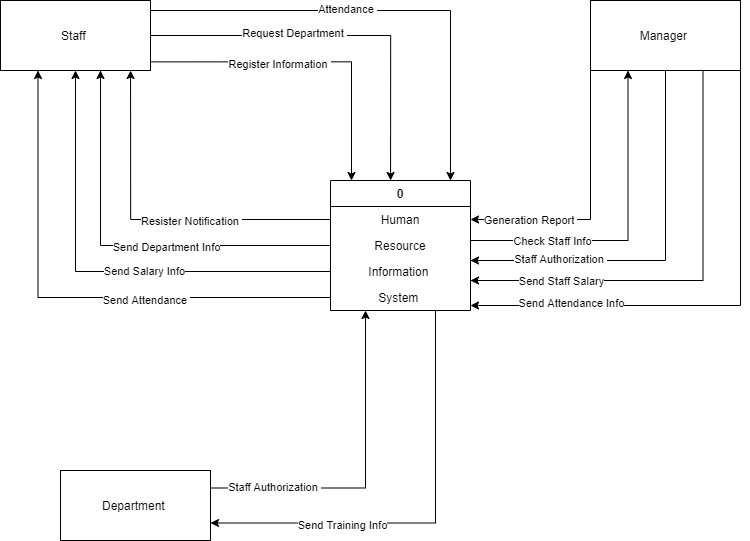 Attendance
Staff
Manager
Request Department
Register Information
0
Human
Resister Notification
Generation Report
Check Staff Info
Resource
Send Department Info
Staff Authorization
Information
Send Salary Info
Send Staff Salary
System
Send Attendance
Send Attendance Info
Staff Authorization
Department
Send Training Info